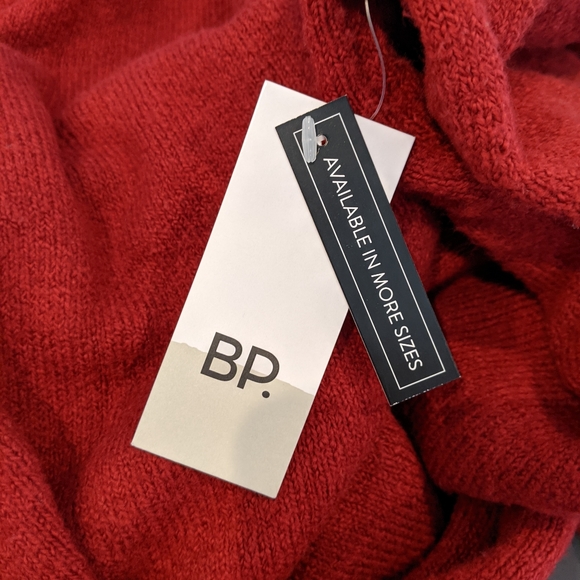 BP.
AVAILABLE IN MORE SIZES